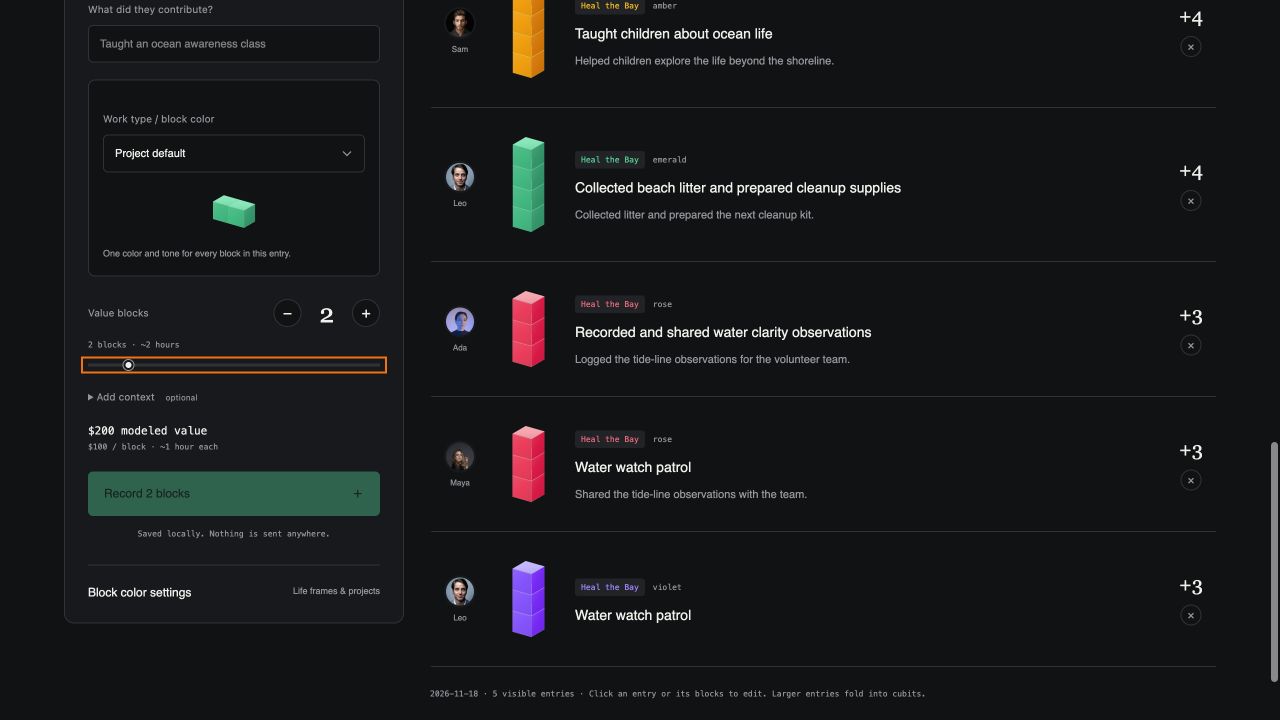 What did they contribute?
Taught an ocean awareness class
Work type / block color
Project default
One color and tone for every block in this entry.
Value blocks
− 2 +
2 blocks · ~2 hours
▶ Add context optional
$200 modeled value
$100 / block · ~1 hour each
Record 2 blocks +
Saved locally. Nothing is sent anywhere.
Block color settings
Life frames & projects
Sam
Heal the Bay amber
Taught children about ocean life
Helped children explore the life beyond the shoreline.
+4
×
Leo
Heal the Bay emerald
Collected beach litter and prepared cleanup supplies
Collected litter and prepared the next cleanup kit.
+4
×
Ada
Heal the Bay rose
Recorded and shared water clarity observations
Logged the tide-line observations for the volunteer team.
+3
×
Maya
Heal the Bay rose
Water watch patrol
Shared the tide-line observations with the team.
+3
×
Leo
Heal the Bay violet
Water watch patrol
+3
×
2026-11-18 · 5 visible entries · Click an entry or its blocks to edit. Larger entries fold into cubits.